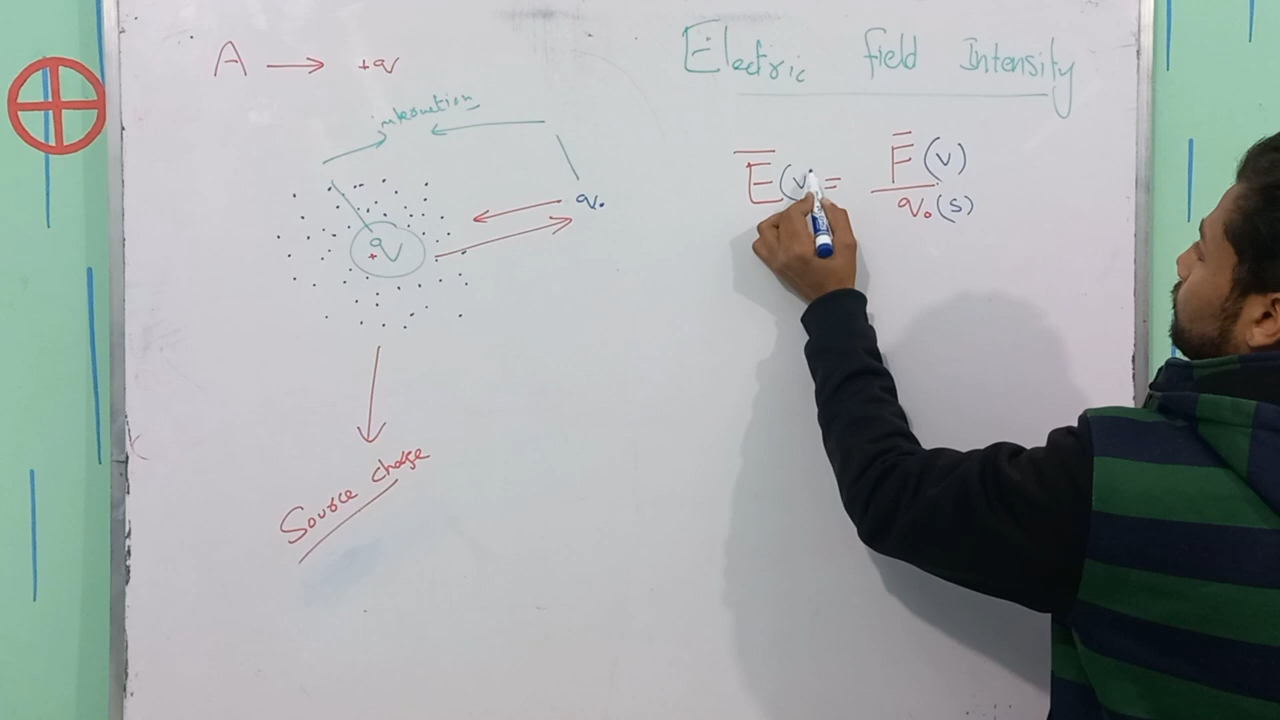 A → +q
Electric field Intensity
interaction
E̅(v = F̅(v) / q₀(s)
q₀
+q
Source charge